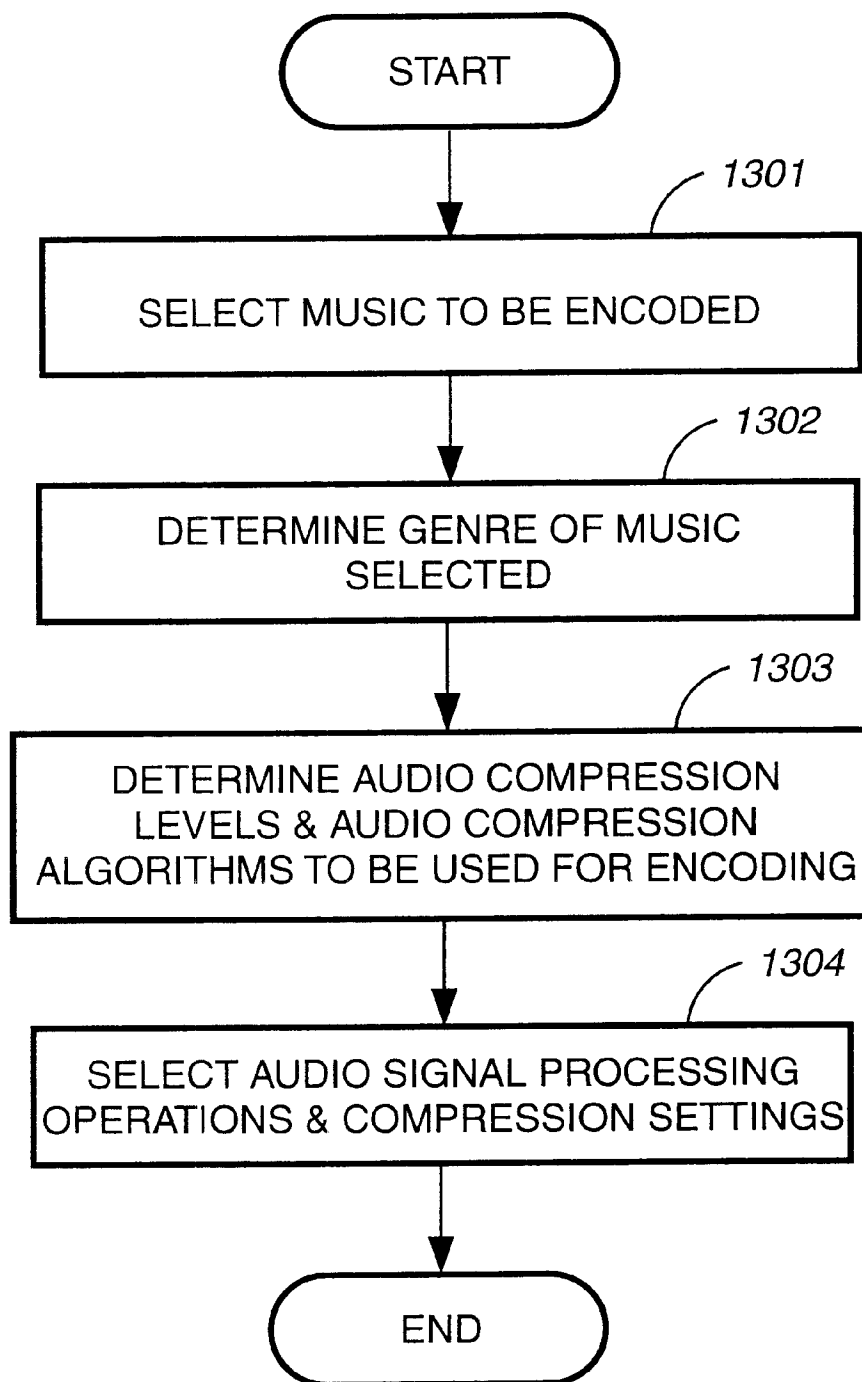 START
1301
SELECT MUSIC TO BE ENCODED
1302
DETERMINE GENRE OF MUSIC
SELECTED
1303
DETERMINE AUDIO COMPRESSION
LEVELS & AUDIO COMPRESSION
ALGORITHMS TO BE USED FOR ENCODING
1304
SELECT AUDIO SIGNAL PROCESSING
OPERATIONS & COMPRESSION SETTINGS
END